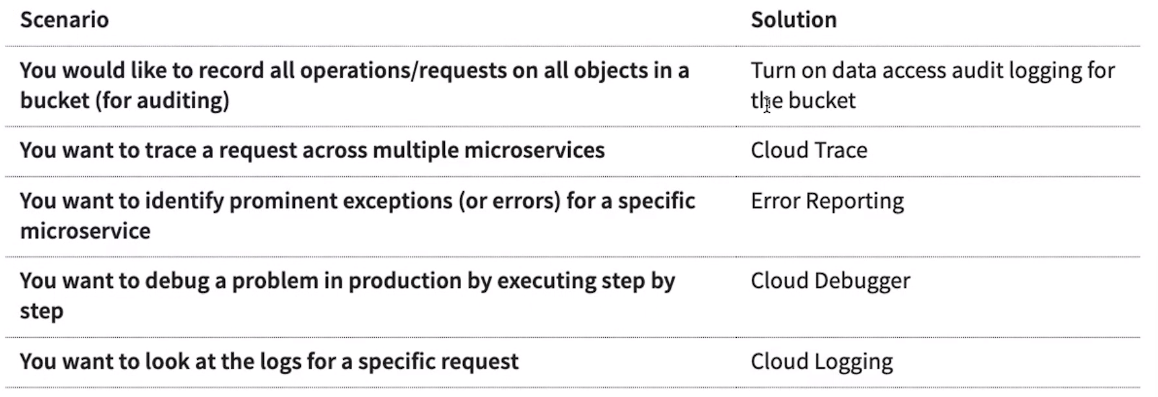 Scenario Solution
You would like to record all operations/requests on all objects in a Turn on data access audit logging for
bucket (for auditing) the bucket
You want to trace a request across multiple microservices Cloud Trace
You want to identify prominent exceptions (or errors) for a specific Error Reporting
microservice
You want to debug a problem in production by executing step by Cloud Debugger
step
You want to look at the logs for a specific request Cloud Logging